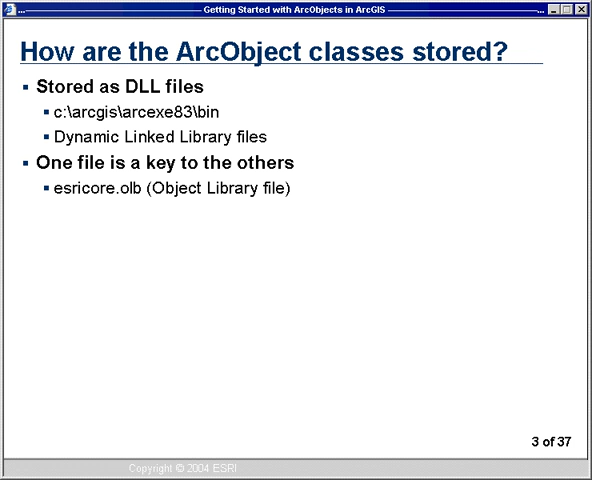 Getting Started with ArcObjects in ArcGIS
How are the ArcObject classes stored?
Stored as DLL files
c:\arcgis\arcexe83\bin
Dynamic Linked Library files
One file is a key to the others
esricore.olb (Object Library file)
3 of 37
Copyright © 2004 ESRI